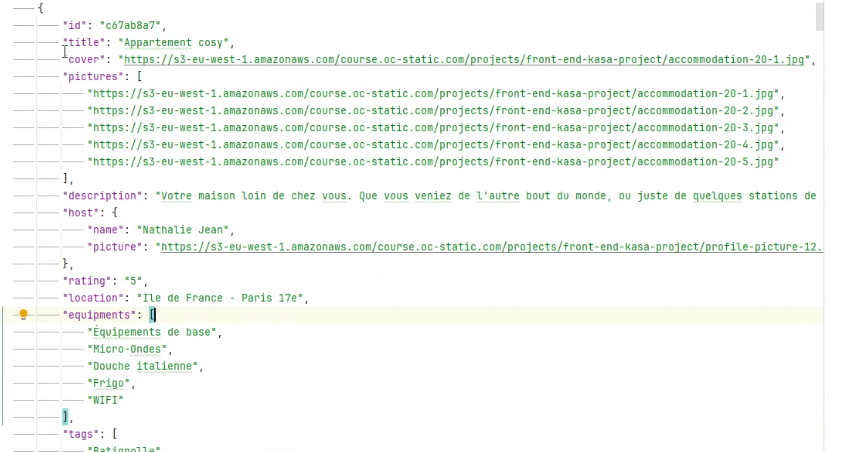 {
"id": "c67ab8a7",
"title": "Appartement cosy",
"cover": "https://s3-eu-west-1.amazonaws.com/course.oc-static.com/projects/front-end-kasa-project/accommodation-20-1.jpg",
"pictures": [
"https://s3-eu-west-1.amazonaws.com/course.oc-static.com/projects/front-end-kasa-project/accommodation-20-1.jpg",
"https://s3-eu-west-1.amazonaws.com/course.oc-static.com/projects/front-end-kasa-project/accommodation-20-2.jpg",
"https://s3-eu-west-1.amazonaws.com/course.oc-static.com/projects/front-end-kasa-project/accommodation-20-3.jpg",
"https://s3-eu-west-1.amazonaws.com/course.oc-static.com/projects/front-end-kasa-project/accommodation-20-4.jpg",
"https://s3-eu-west-1.amazonaws.com/course.oc-static.com/projects/front-end-kasa-project/accommodation-20-5.jpg"
],
"description": "Votre maison loin de chez vous. Que vous veniez de l'autre bout du monde, ou juste de quelques stations de
"host": {
"name": "Nathalie Jean",
"picture": "https://s3-eu-west-1.amazonaws.com/course.oc-static.com/projects/front-end-kasa-project/profile-picture-12.
},
"rating": "5",
"location": "Ile de France - Paris 17e",
"equipments": [
"Équipements de base",
"Micro-Ondes",
"Douche italienne",
"Frigo",
"WIFI"
],
"tags": [
"Batignolle"